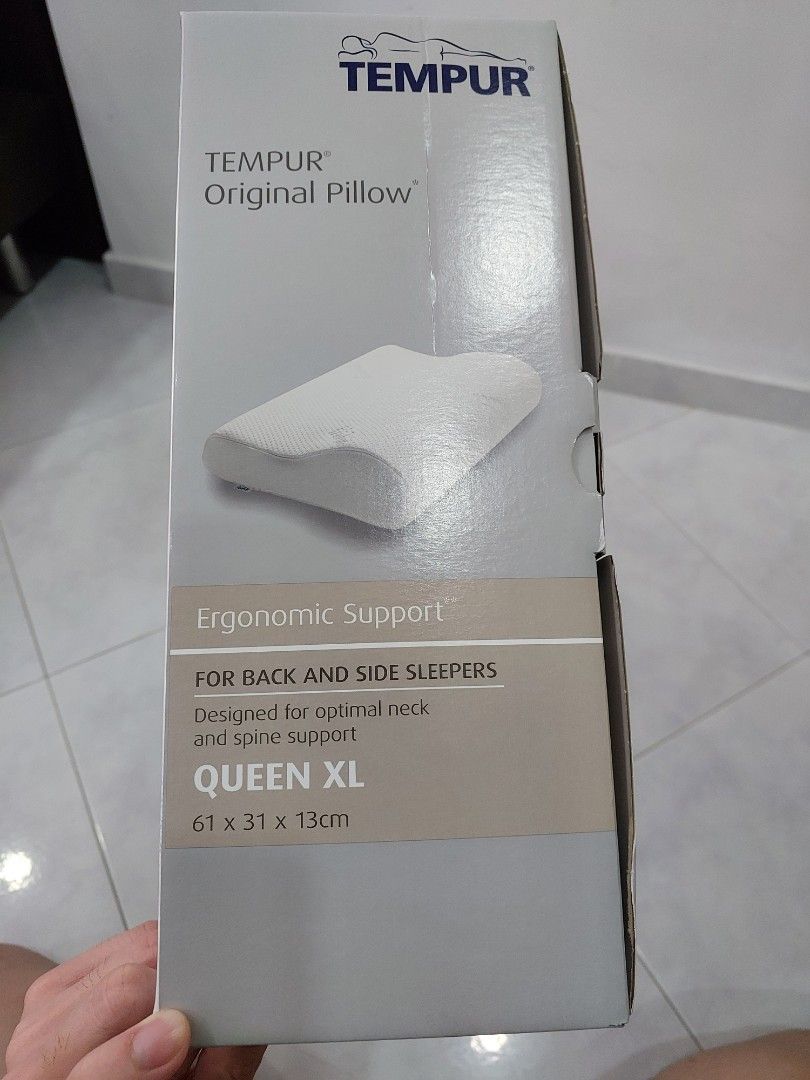 TEMPUR®
TEMPUR®
Original Pillow*
Ergonomic Support**
FOR BACK AND SIDE SLEEPERS
Designed for optimal neck
and spine support
QUEEN XL
61 x 31 x 13cm